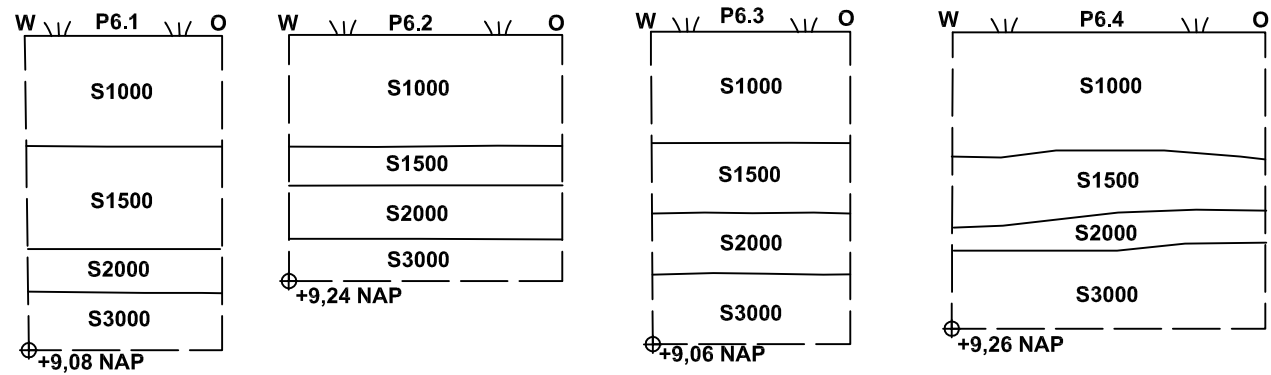 W P6.1 O
S1000
S1500
S2000
S3000
+9,08 NAP
W P6.2 O
S1000
S1500
S2000
S3000
+9,24 NAP
W P6.3 O
S1000
S1500
S2000
S3000
+9,06 NAP
W P6.4 O
S1000
S1500
S2000
S3000
+9,26 NAP